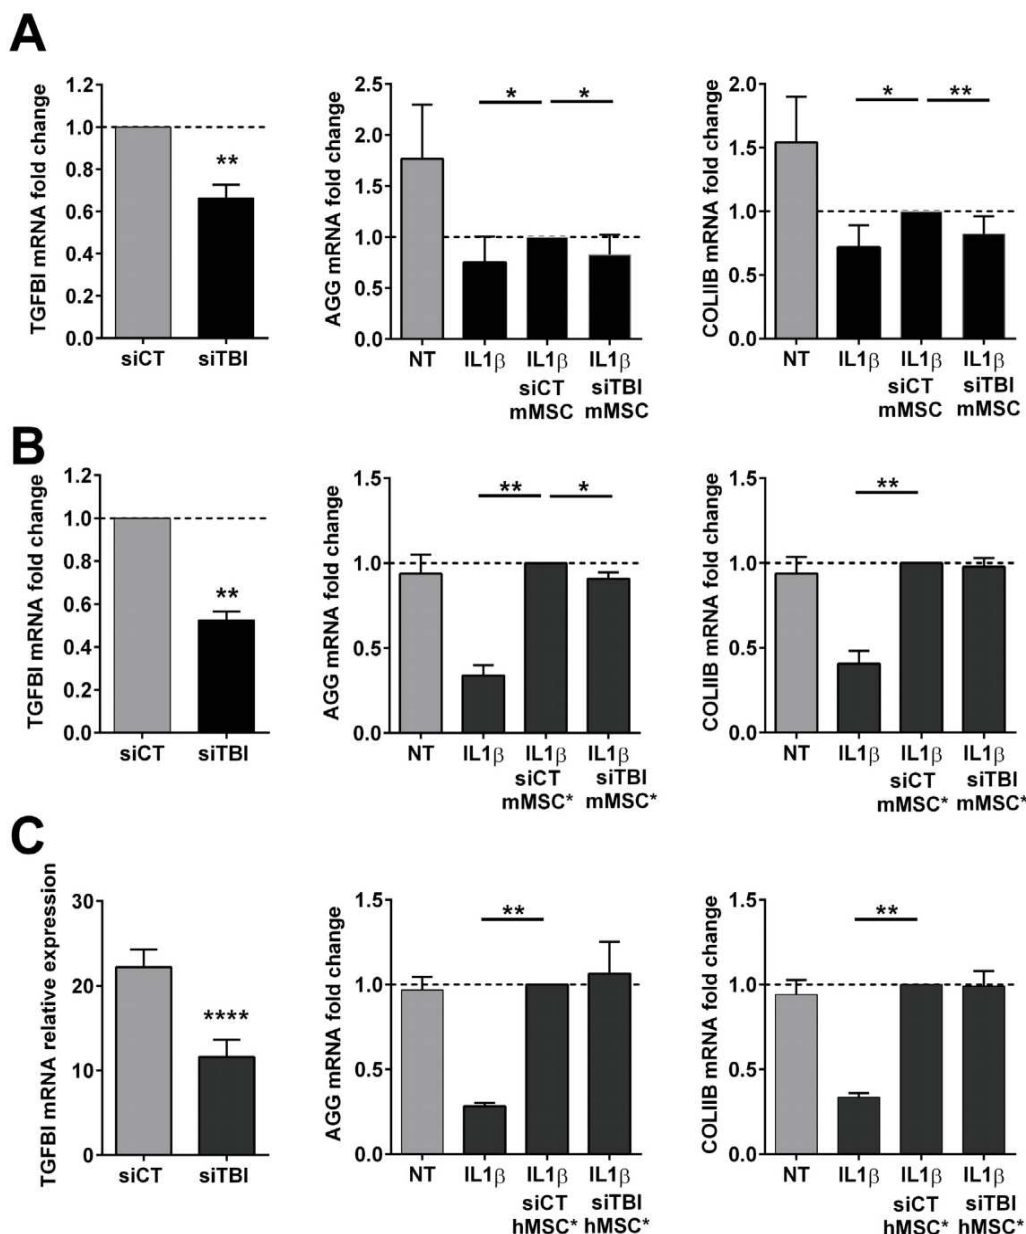 A
TGFBI mRNA fold change
1.2
1.0
0.8
0.6
0.4
0.2
0.0
**
siCT
siTBI
AGG mRNA fold change
2.5
2.0
1.5
1.0
0.5
0.0
*
*
NT
IL1β
IL1β
siCT
mMSC
IL1β
siTBI
mMSC
COLIIB mRNA fold change
2.0
1.5
1.0
0.5
0.0
*
**
NT
IL1β
IL1β
siCT
mMSC
IL1β
siTBI
mMSC
B
TGFBI mRNA fold change
1.2
1.0
0.8
0.6
0.4
0.2
0.0
**
siCT
siTBI
AGG mRNA fold change
1.5
1.0
0.5
0.0
**
*
NT
IL1β
IL1β
siCT
mMSC*
IL1β
siTBI
mMSC*
COLIIB mRNA fold change
1.5
1.0
0.5
0.0
**
NT
IL1β
IL1β
siCT
mMSC*
IL1β
siTBI
mMSC*
C
TGFBI mRNA relative expression
30
20
10
0
****
siCT
siTBI
AGG mRNA fold change
1.5
1.0
0.5
0.0
**
NT
IL1β
IL1β
siCT
hMSC*
IL1β
siTBI
hMSC*
COLIIB mRNA fold change
1.5
1.0
0.5
0.0
**
NT
IL1β
IL1β
siCT
hMSC*
IL1β
siTBI
hMSC*